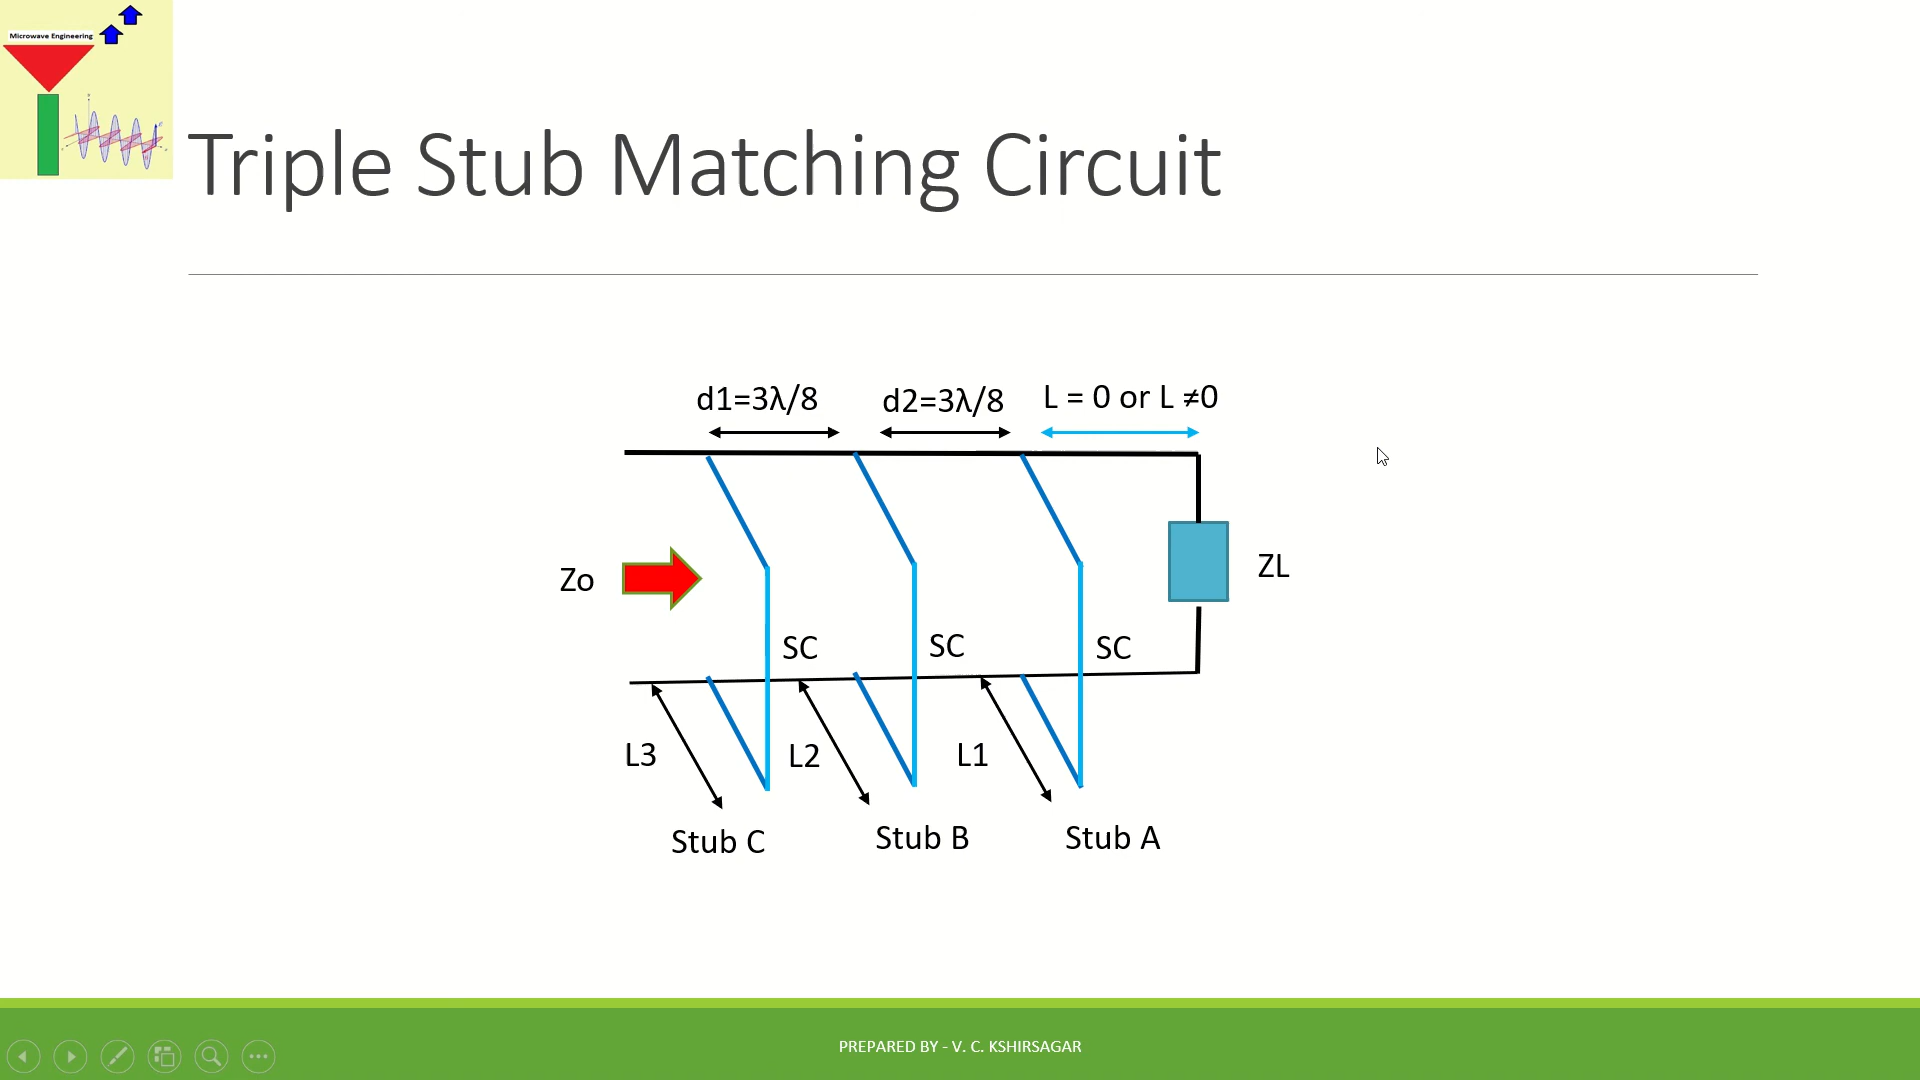 Microwave Engineering
Triple Stub Matching Circuit
d1=3λ/8
d2=3λ/8
L = 0 or L ≠0
Zo
ZL
SC
SC
SC
L3
L2
L1
Stub C
Stub B
Stub A
PREPARED BY - V. C. KSHIRSAGAR